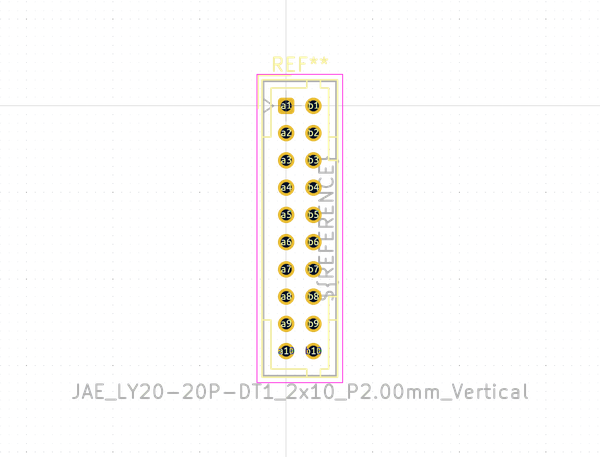 REF**
a1 b1
a2 b2
a3 b3
a4 b4
a5 b5
a6 b6
a7 b7
a8 b8
a9 b9
a10 b10
${REFERENCE}
JAE_LY20-20P-DT1_2x10_P2.00mm_Vertical